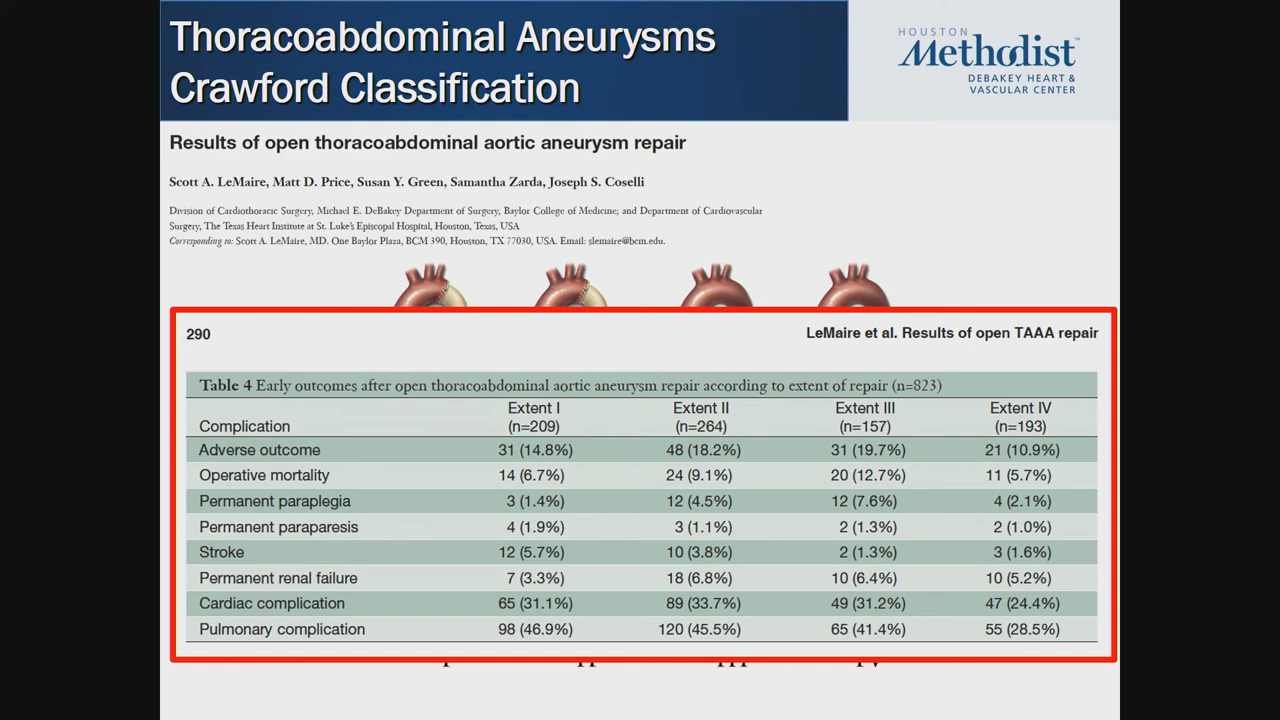 Thoracoabdominal Aneurysms
Crawford Classification
HOUSTON
Methodist
DEBAKEY HEART &
VASCULAR CENTER
Results of open thoracoabdominal aortic aneurysm repair
Scott A. LeMaire, Matt D. Price, Susan Y. Green, Samantha Zarda, Joseph S. Coselli
Division of Cardiothoracic Surgery, Michael E. DeBakey Department of Surgery, Baylor College of Medicine; and Department of Cardiovascular
Surgery, The Texas Heart Institute at St. Luke's Episcopal Hospital, Houston, Texas, USA
Corresponding to: Scott A. LeMaire, MD. One Baylor Plaza, BCM 390, Houston, TX 77030, USA. Email: slemaire@bcm.edu.
290 LeMaire et al. Results of open TAAA repair
Table 4 Early outcomes after open thoracoabdominal aortic aneurysm repair according to extent of repair (n=823)
Extent I Extent II Extent III Extent IV
Complication (n=209) (n=264) (n=157) (n=193)
Adverse outcome 31 (14.8%) 48 (18.2%) 31 (19.7%) 21 (10.9%)
Operative mortality 14 (6.7%) 24 (9.1%) 20 (12.7%) 11 (5.7%)
Permanent paraplegia 3 (1.4%) 12 (4.5%) 12 (7.6%) 4 (2.1%)
Permanent paraparesis 4 (1.9%) 3 (1.1%) 2 (1.3%) 2 (1.0%)
Stroke 12 (5.7%) 10 (3.8%) 2 (1.3%) 3 (1.6%)
Permanent renal failure 7 (3.3%) 18 (6.8%) 10 (6.4%) 10 (5.2%)
Cardiac complication 65 (31.1%) 89 (33.7%) 49 (31.2%) 47 (24.4%)
Pulmonary complication 98 (46.9%) 120 (45.5%) 65 (41.4%) 55 (28.5%)